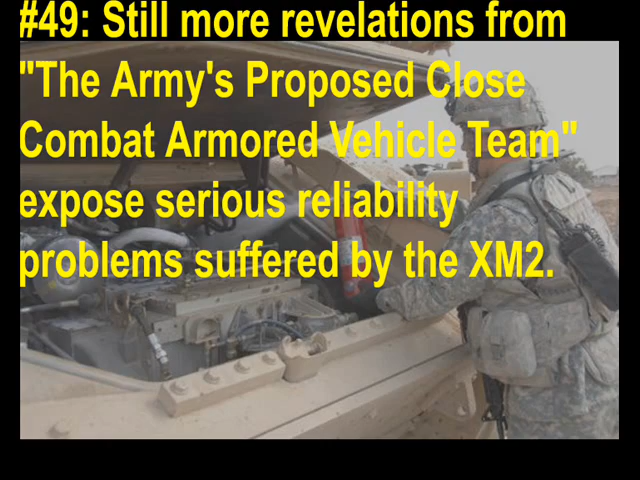 #49: Still more revelations from
"The Army's Proposed Close
Combat Armored Vehicle Team"
expose serious reliability
problems suffered by the XM2.